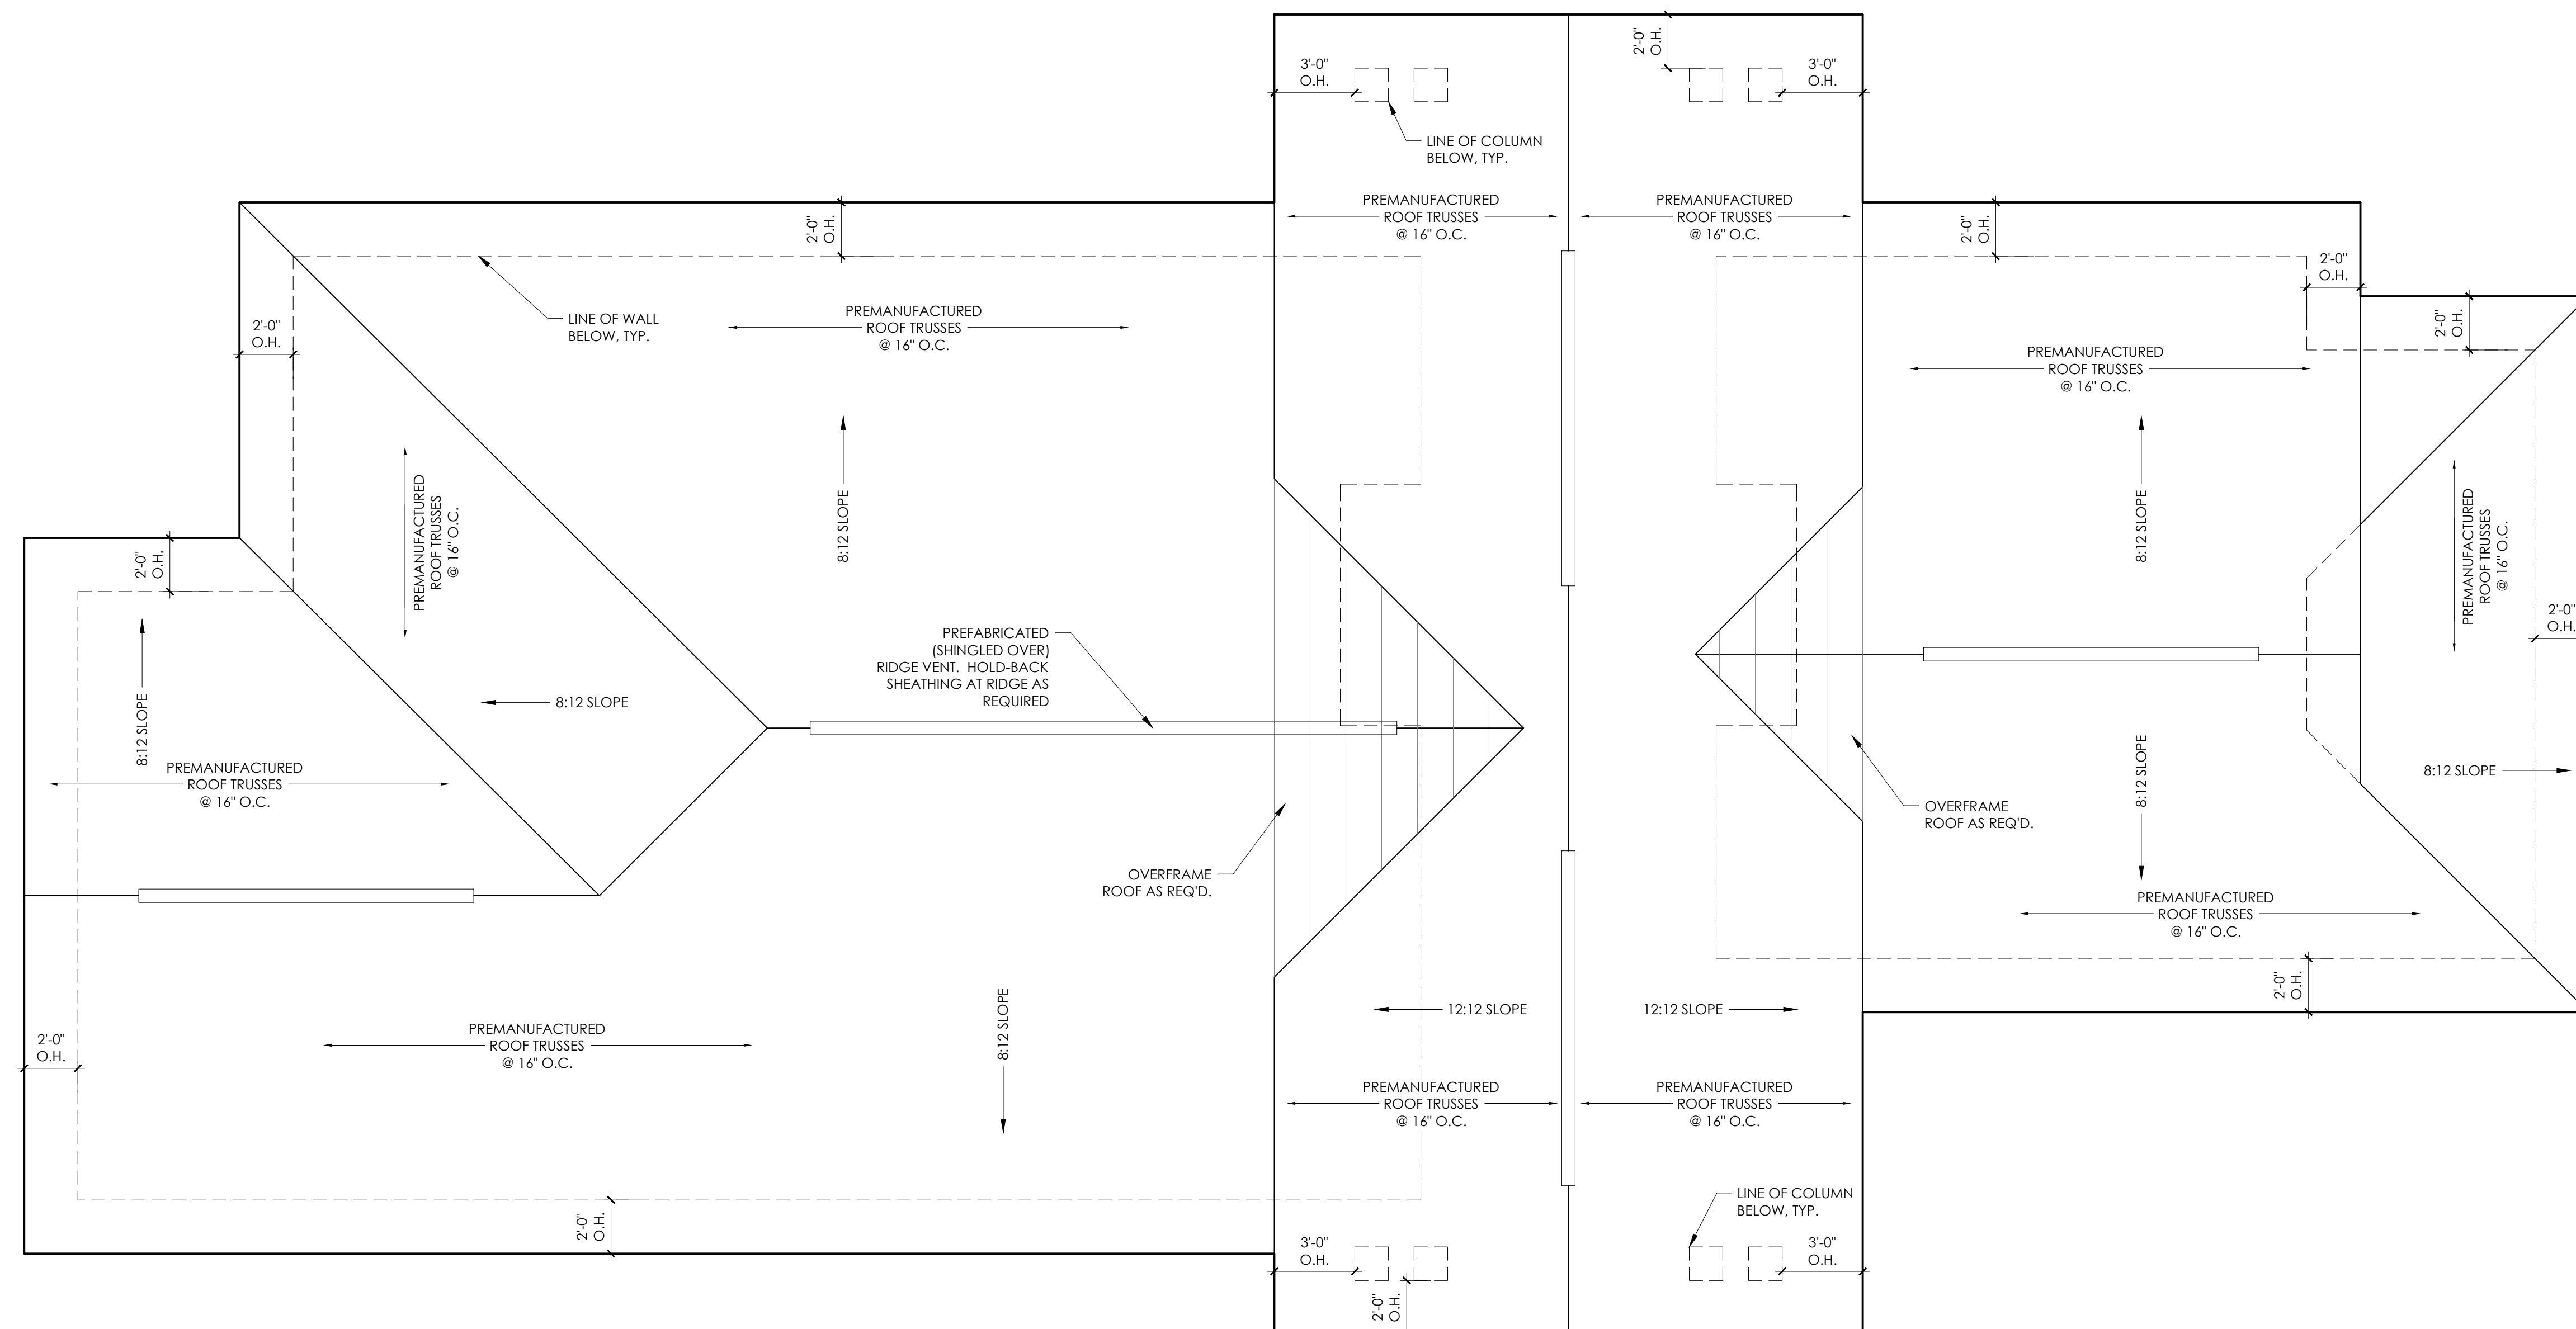 2'-0"
O.H.
3'-0"
O.H.
3'-0"
O.H.
LINE OF COLUMN
BELOW, TYP.
PREMANUFACTURED
ROOF TRUSSES
@ 16" O.C.
PREMANUFACTURED
ROOF TRUSSES
@ 16" O.C.
2'-0"
O.H.
2'-0"
O.H.
2'-0"
O.H.
2'-0"
O.H.
2'-0"
O.H.
LINE OF WALL
BELOW, TYP.
PREMANUFACTURED
ROOF TRUSSES
@ 16" O.C.
PREMANUFACTURED
ROOF TRUSSES
@ 16" O.C.
PREMANUFACTURED
ROOF TRUSSES
@ 16" O.C.
8:12 SLOPE
8:12 SLOPE
PREMANUFACTURED
ROOF TRUSSES
@ 16" O.C.
2'-0"
O.H.
2'-0"
O.H.
PREFABRICATED
(SHINGLED OVER)
RIDGE VENT.  HOLD-BACK
SHEATHING AT RIDGE AS
REQUIRED
8:12 SLOPE
8:12 SLOPE
PREMANUFACTURED
ROOF TRUSSES
@ 16" O.C.
8:12 SLOPE
8:12 SLOPE
OVERFRAME
ROOF AS REQ'D.
OVERFRAME
ROOF AS REQ'D.
PREMANUFACTURED
ROOF TRUSSES
@ 16" O.C.
2'-0"
O.H.
12:12 SLOPE
12:12 SLOPE
8:12 SLOPE
PREMANUFACTURED
ROOF TRUSSES
@ 16" O.C.
2'-0"
O.H.
PREMANUFACTURED
ROOF TRUSSES
@ 16" O.C.
PREMANUFACTURED
ROOF TRUSSES
@ 16" O.C.
LINE OF COLUMN
BELOW, TYP.
2'-0"
O.H.
3'-0"
O.H.
3'-0"
O.H.
2'-0"
O.H.